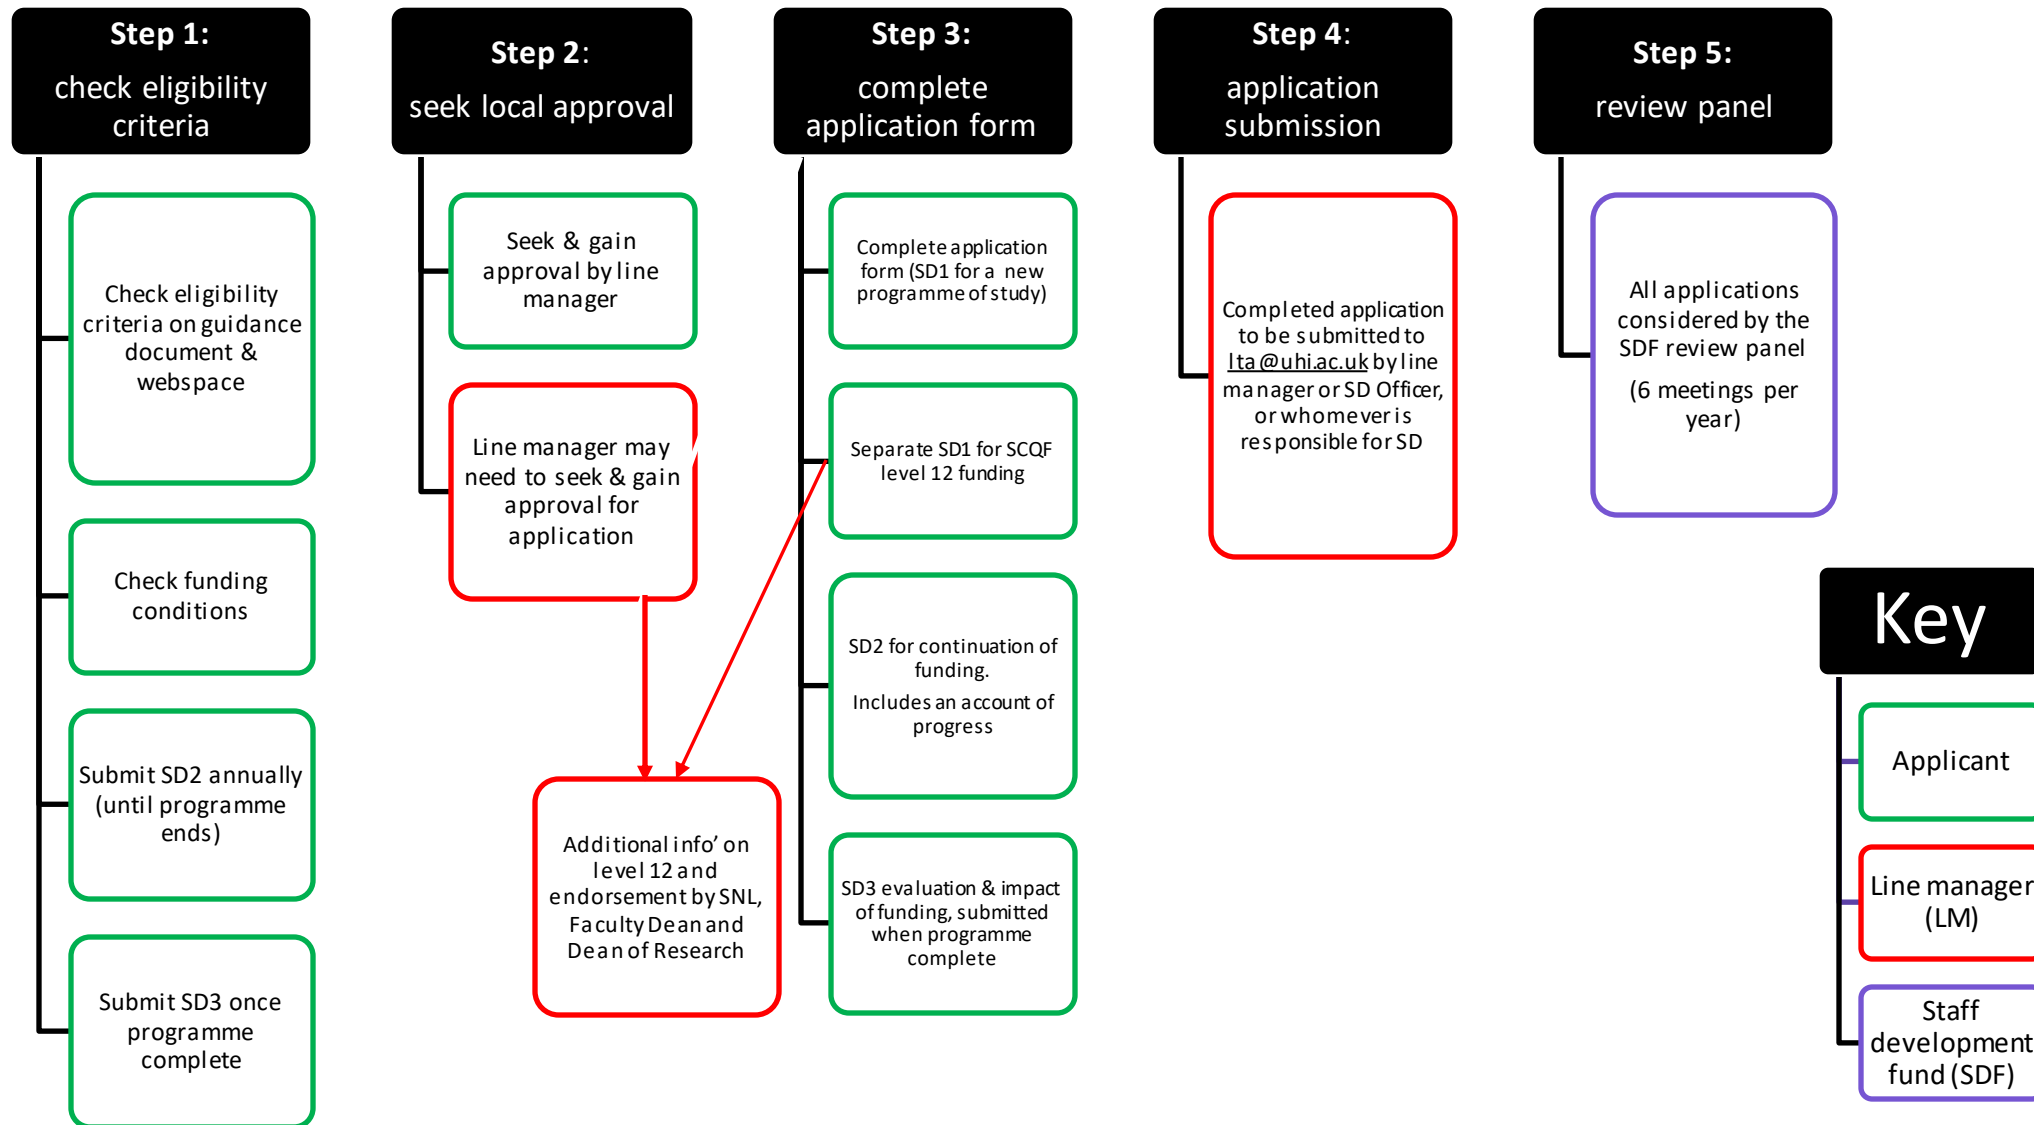 Step 1:
check eligibility
criteria
Check eligibility
criteria on guidance
document &
webspace
Check funding
conditions
Submit SD2 annually
(until programme
ends)
Submit SD3 once
programme
complete
Step 2:
seek local approval
Seek & gain
approval by line
manager
Line manager may
need to seek & gain
approval for
application
Additional info’ on
level 12 and
endorsement by SNL,
Faculty Dean and
Dean of Research
Step 3:
complete
application form
Complete application
form (SD1 for a new
programme of study)
Separate SD1 for SCQF
level 12 funding
SD2 for continuation of
funding.
Includes an account of
progress
SD3 evaluation & impact
of funding, submitted
when programme
complete
Step 4:
application
submission
Completed application
to be submitted to
lta@uhi.ac.uk by line
manager or SD Officer,
or whomever is
responsible for SD
Step 5:
review panel
All applications
considered by the
SDF review panel
(6 meetings per
year)
Key
Applicant
Line manager
(LM)
Staff
development
fund (SDF)